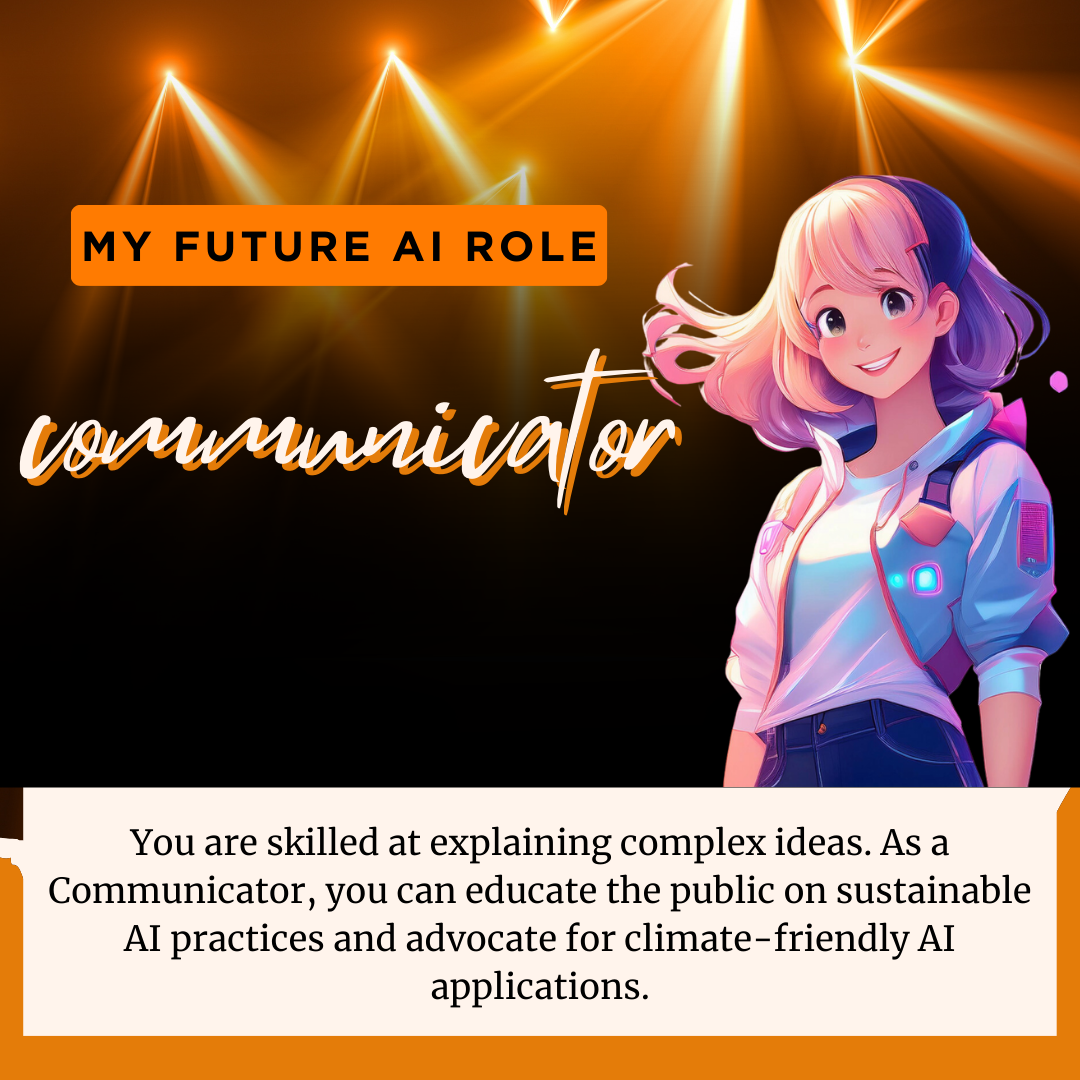 MY FUTURE AI ROLE
communicator
You are skilled at explaining complex ideas. As a
Communicator, you can educate the public on sustainable
AI practices and advocate for climate-friendly AI
applications.